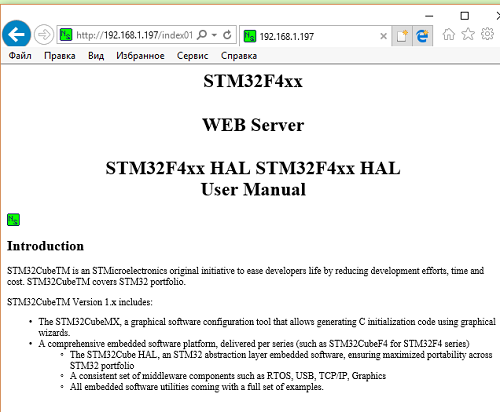 http://192.168.1.197/index01
192.168.1.197
Файл Правка Вид Избранное Сервис Справка
STM32F4xx
WEB Server
STM32F4xx HAL STM32F4xx HAL
User Manual
Introduction
STM32CubeTM is an STMicroelectronics original initiative to ease developers life by reducing development efforts, time and
cost. STM32CubeTM covers STM32 portfolio.
STM32CubeTM Version 1.x includes:
• The STM32CubeMX, a graphical software configuration tool that allows generating C initialization code using graphical
wizards.
• A comprehensive embedded software platform, delivered per series (such as STM32CubeF4 for STM32F4 series)
◦ The STM32Cube HAL, an STM32 abstraction layer embedded software, ensuring maximized portability across
STM32 portfolio
◦ A consistent set of middleware components such as RTOS, USB, TCP/IP, Graphics
◦ All embedded software utilities coming with a full set of examples.